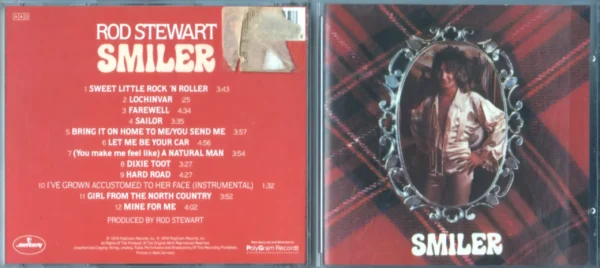 AAD
ROD STEWART
SMILER
1 SWEET LITTLE ROCK 'N ROLLER 3:43
2 LOCHINVAR :25
3 FAREWELL 4:34
4 SAILOR 3:35
5 BRING IT ON HOME TO ME/YOU SEND ME 3:57
6 LET ME BE YOUR CAR 4:56
7 (You make me feel like) A NATURAL MAN 3:54
8 DIXIE TOOT 3:27
9 HARD ROAD 4:27
10 I'VE GROWN ACCUSTOMED TO HER FACE (INSTRUMENTAL) 1:32
11 GIRL FROM THE NORTH COUNTRY 3:52
12 MINE FOR ME 4:02
PRODUCED BY ROD STEWART
mercury
PolyGram Records
SMILER